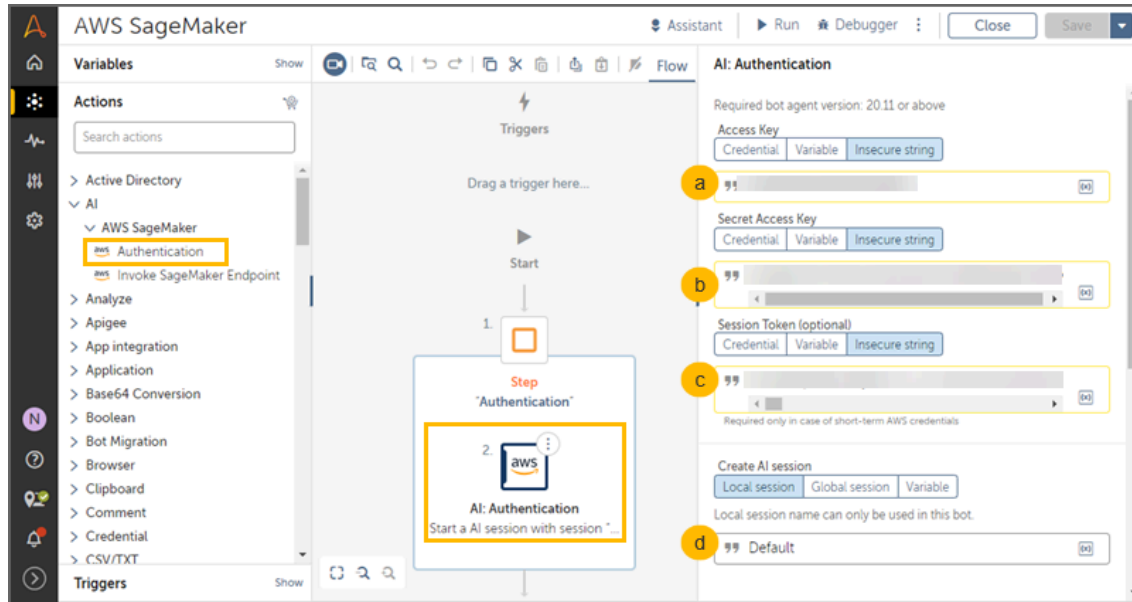 AWS SageMaker
Assistant
Run
Debugger
Close
Save
Variables
Show
Flow
Actions
Search actions
> Active Directory
AI
AWS SageMaker
aws Authentication
aws Invoke SageMaker Endpoint
> Analyze
> Apigee
> App integration
> Application
> Base64 Conversion
> Boolean
> Bot Migration
> Browser
> Clipboard
> Comment
> Credential
> CSV/TXT
Triggers
Show
N
Triggers
Drag a trigger here...
Start
1.
Step
"Authentication"
2.
aws
AI: Authentication
Start a AI session with session "...
AI: Authentication
Required bot agent version: 20.11 or above
Access Key
Credential Variable Insecure string
a
Secret Access Key
Credential Variable Insecure string
b
Session Token (optional)
Credential Variable Insecure string
c
Required only in case of short-term AWS credentials
Create AI session
Local session Global session Variable
Local session name can only be used in this bot.
d
Default